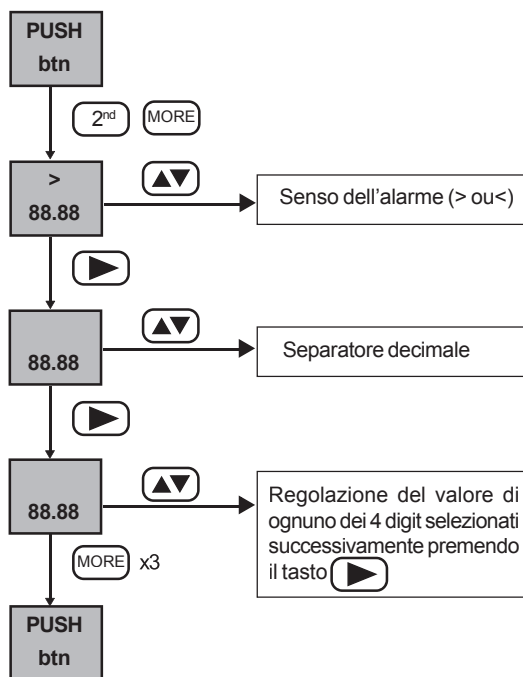 PUSH
btn
2nd MORE
>
88.88
▲▼
Senso dell'alarme (> ou<)
▶
88.88
▲▼
Separatore decimale
▶
88.88
▲▼
Regolazione del valore di
ognuno dei 4 digit selezionati
successivamente premendo
il tasto ▶
MORE x3
PUSH
btn